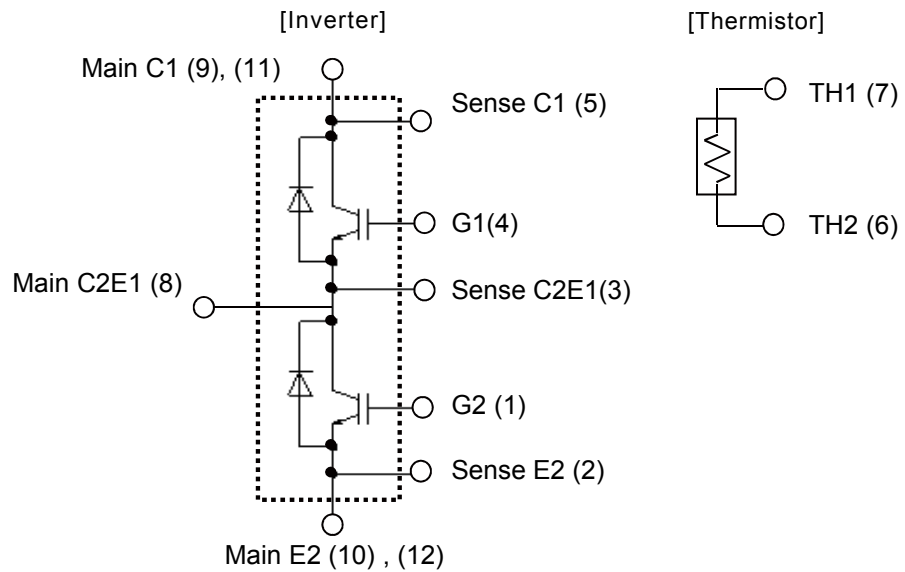 [Inverter]
[Thermistor]
Main C1 (9), (11)
Sense C1 (5)
TH1 (7)
G1(4)
TH2 (6)
Main C2E1 (8)
Sense C2E1(3)
G2 (1)
Sense E2 (2)
Main E2 (10) , (12)